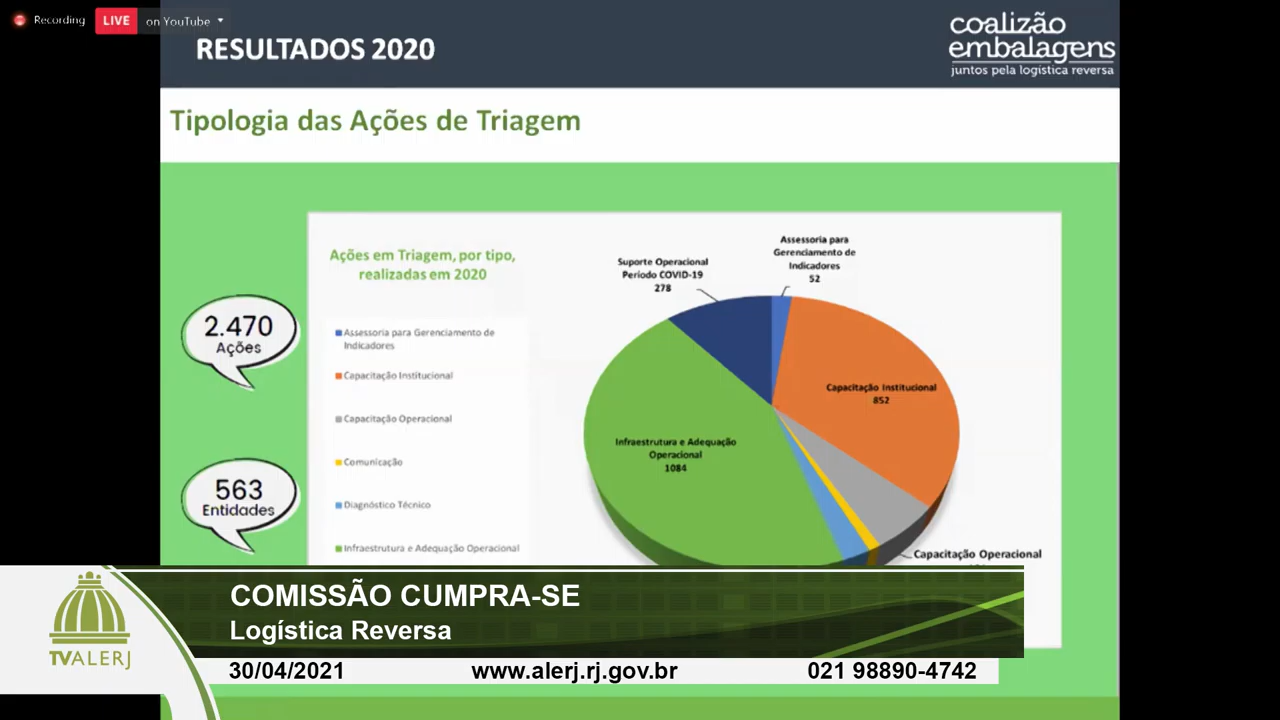 Recording
LIVE
on YouTube
RESULTADOS 2020
coalizão
embalagens
juntos pela logística reversa
Tipologia das Ações de Triagem
Ações em Triagem, por tipo,
realizadas em 2020
2.470
Ações
563
Entidades
Assessoria para Gerenciamento de
Indicadores
Capacitação Institucional
Capacitação Operacional
Comunicação
Diagnóstico Técnico
Infraestrutura e Adequação Operacional
Suporte Operacional
Período COVID-19
278
Assessoria para
Gerenciamento de
Indicadores
52
Capacitação Institucional
852
Infraestrutura e Adequação
Operacional
1084
Capacitação Operacional
COMISSÃO CUMPRA-SE
Logística Reversa
TVALERJ
30/04/2021
www.alerj.rj.gov.br
021 98890-4742